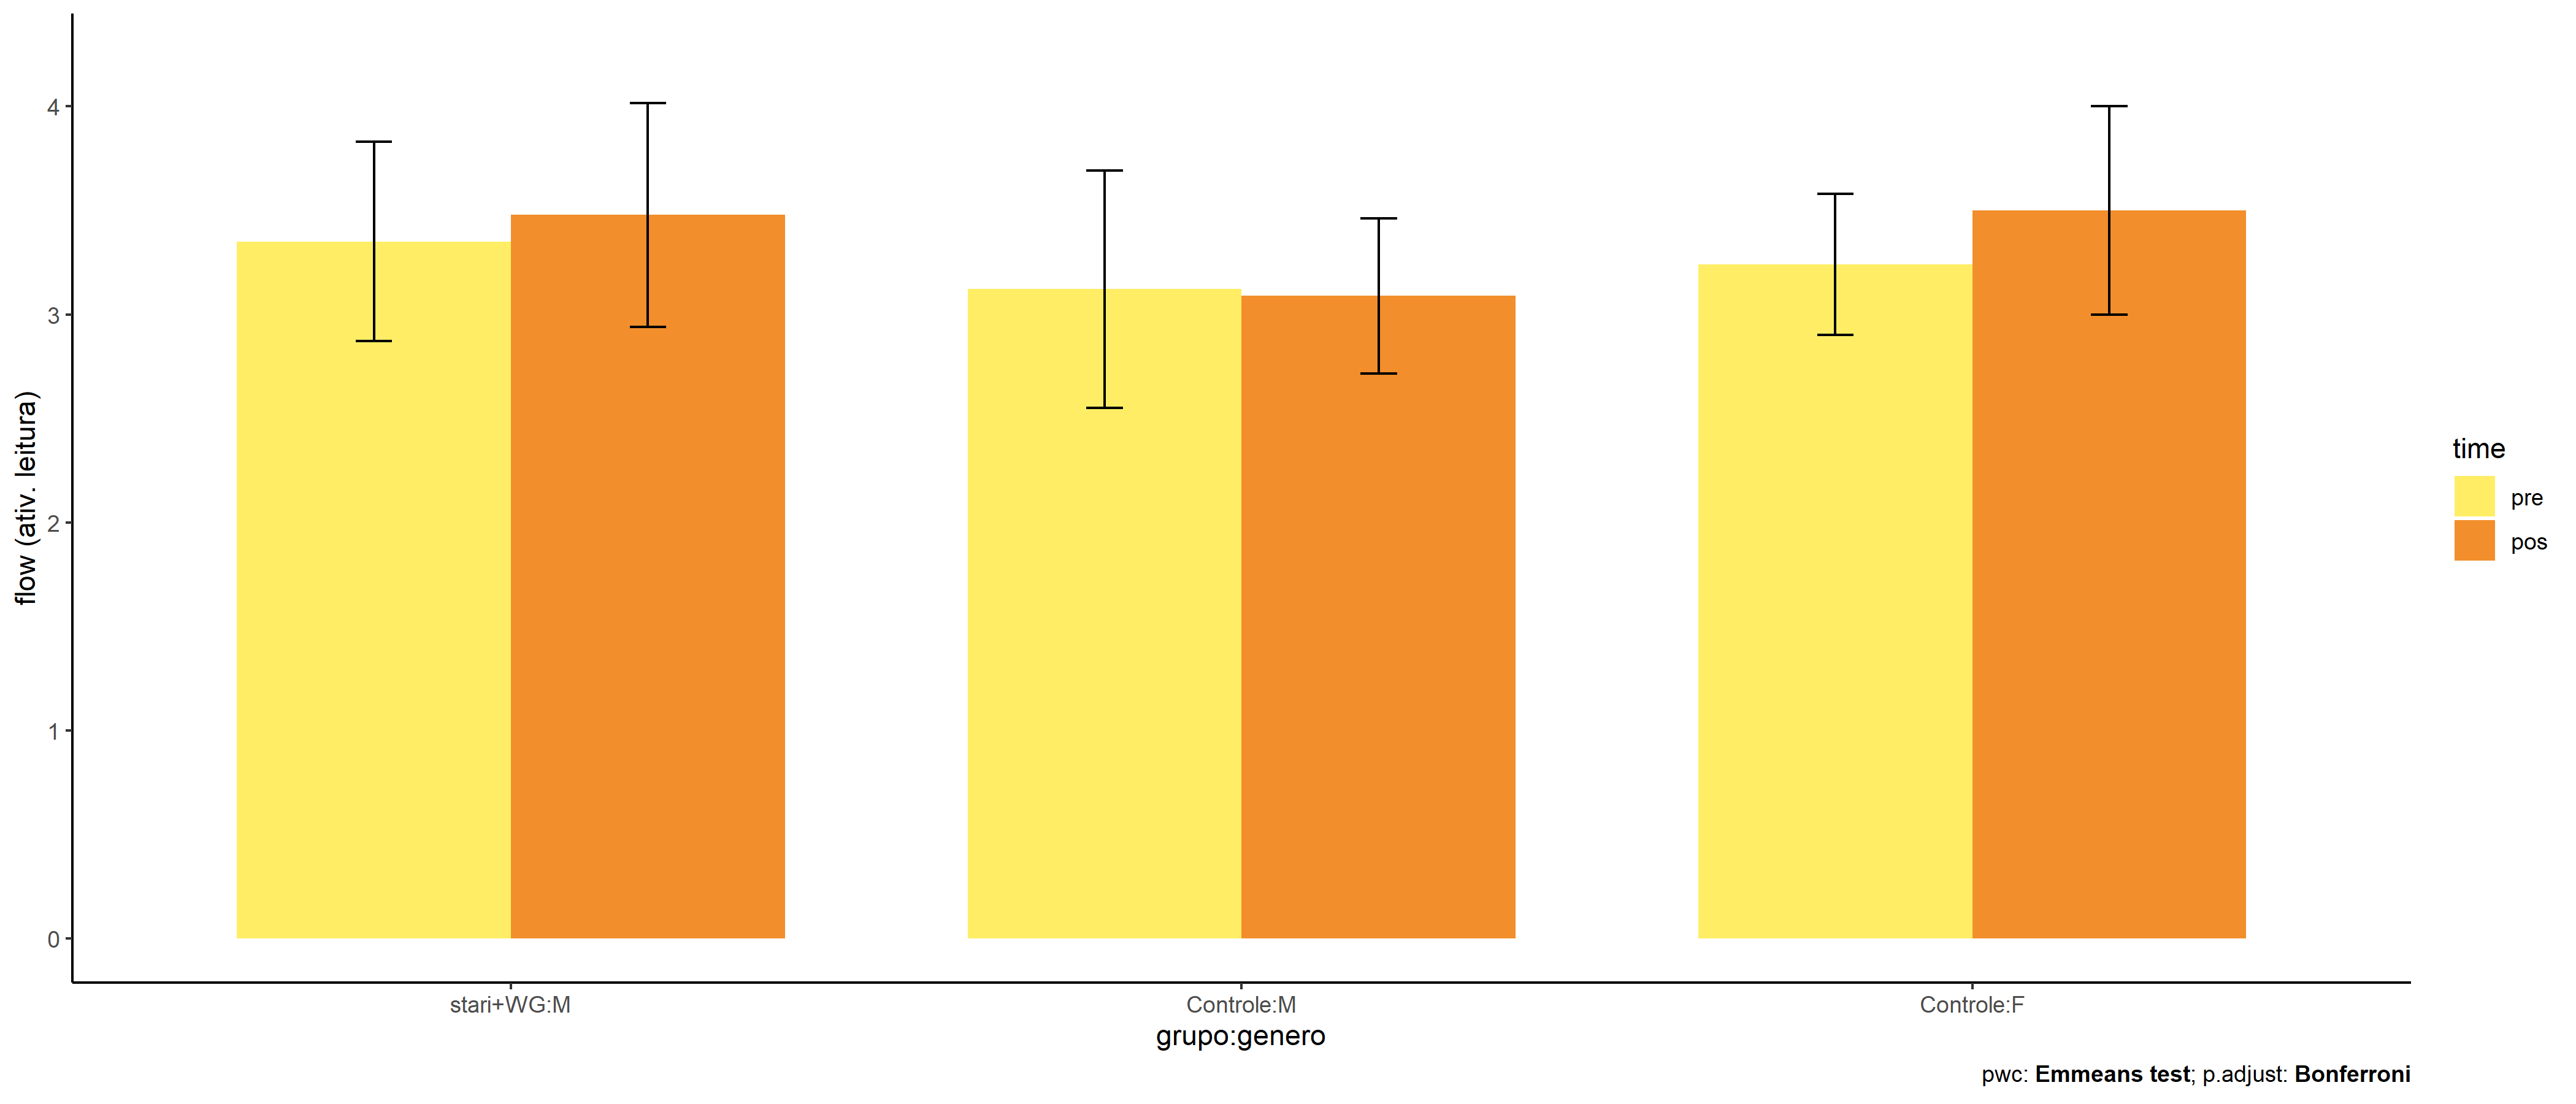 flow (ativ. leitura)
4
3
2
1
0
stari+WG:M
Controle:M
Controle:F
grupo:genero
time
pre
pos
pwc: Emmeans test; p.adjust: Bonferroni